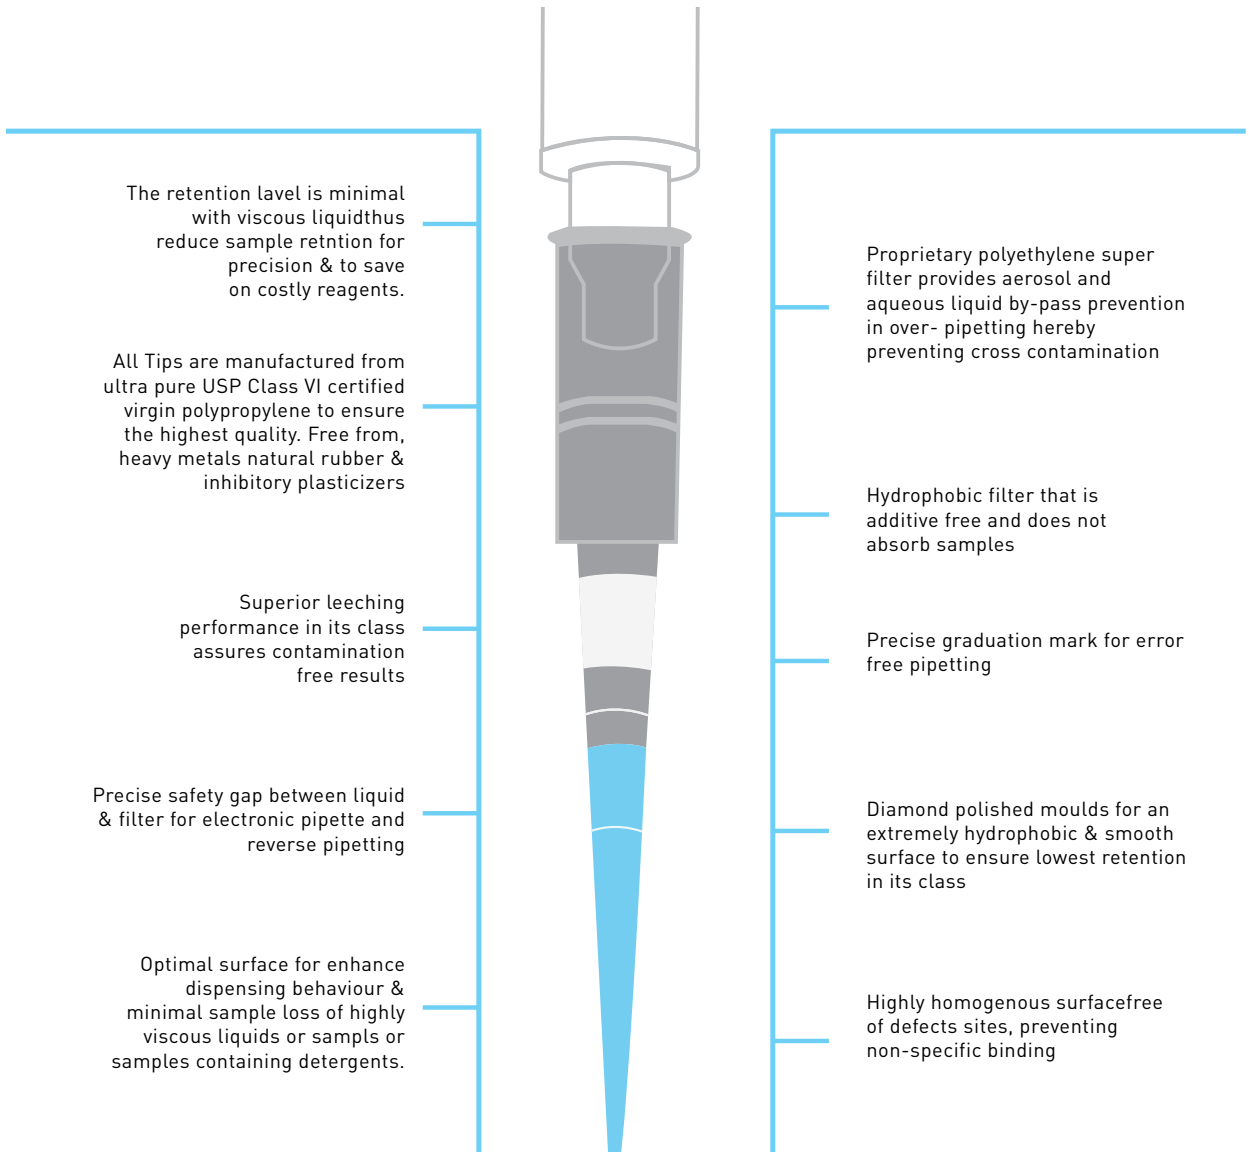 The retention lavel is minimal
with viscous liquidthus
reduce sample retntion for
precision & to save
on costly reagents.
All Tips are manufactured from
ultra pure USP Class VI certified
virgin polypropylene to ensure
the highest quality. Free from,
heavy metals natural rubber &
inhibitory plasticizers
Superior leeching
performance in its class
assures contamination
free results
Precise safety gap between liquid
& filter for electronic pipette and
reverse pipetting
Optimal surface for enhance
dispensing behaviour &
minimal sample loss of highly
viscous liquids or sampls or
samples containing detergents.
Proprietary polyethylene super
filter provides aerosol and
aqueous liquid by-pass prevention
in over- pipetting hereby
preventing cross contamination
Hydrophobic filter that is
additive free and does not
absorb samples
Precise graduation mark for error
free pipetting
Diamond polished moulds for an
extremely hydrophobic & smooth
surface to ensure lowest retention
in its class
Highly homogenous surfacefree
of defects sites, preventing
non-specific binding